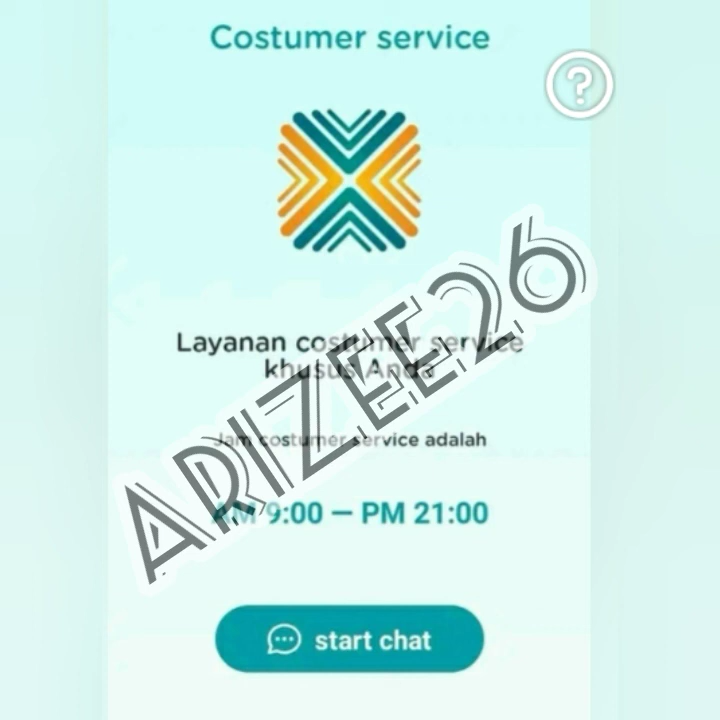 Costumer service
?
Layanan costumer service
khusus Anda
Jam costumer service adalah
AM 9:00 — PM 21:00
start chat
ARIZEE26